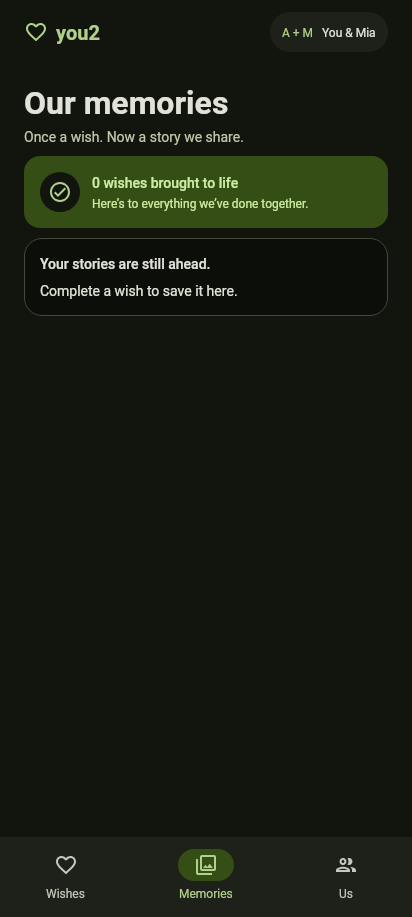 you2
A + M You & Mia
Our memories
Once a wish. Now a story we share.
0 wishes brought to life
Here’s to everything we’ve done together.
Your stories are still ahead.
Complete a wish to save it here.
Wishes
Memories
Us